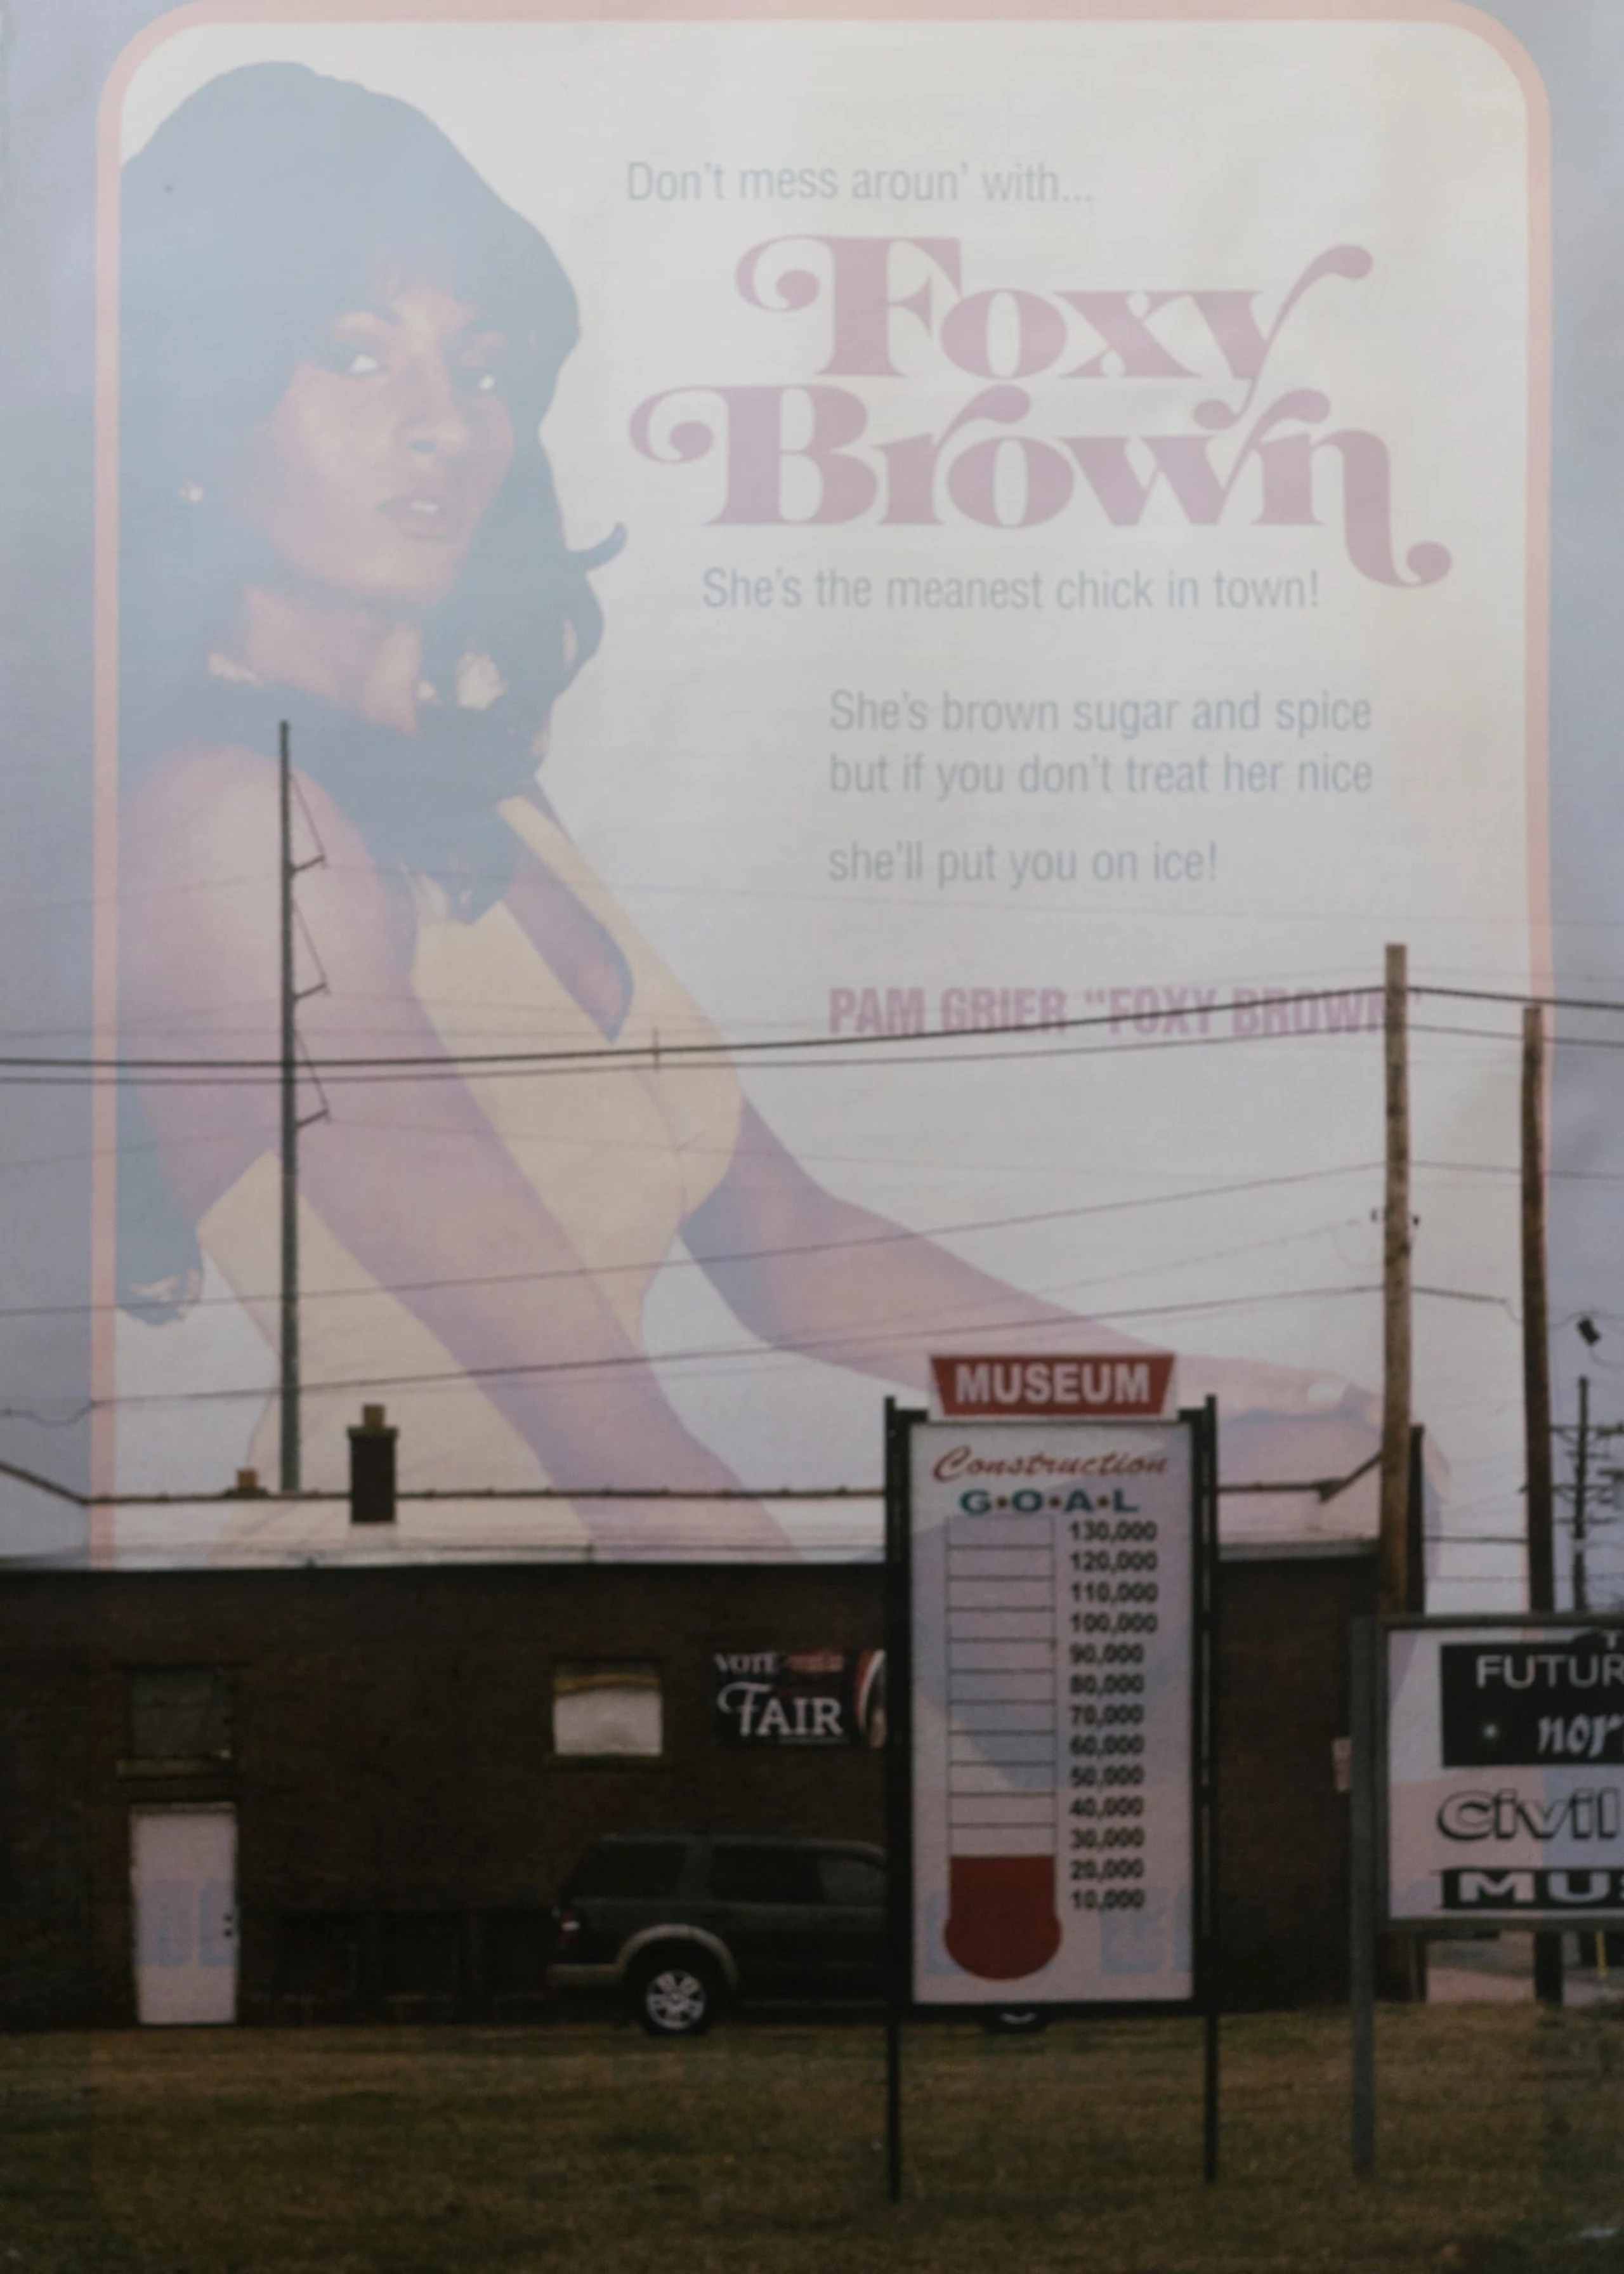 Don't mess aroun' with...
Foxy
Brown
She's the meanest chick in town!
She's brown sugar and spice
but if you don't treat her nice
she'll put you on ice!
PAM GRIER "FOXY BROWN"
MUSEUM
Construction
G•O•A•L
130,000
120,000
110,000
100,000
90,000
80,000
70,000
60,000
50,000
40,000
30,000
20,000
10,000
VOTE
FAIR
FUTUR
nor
Civil
MUS